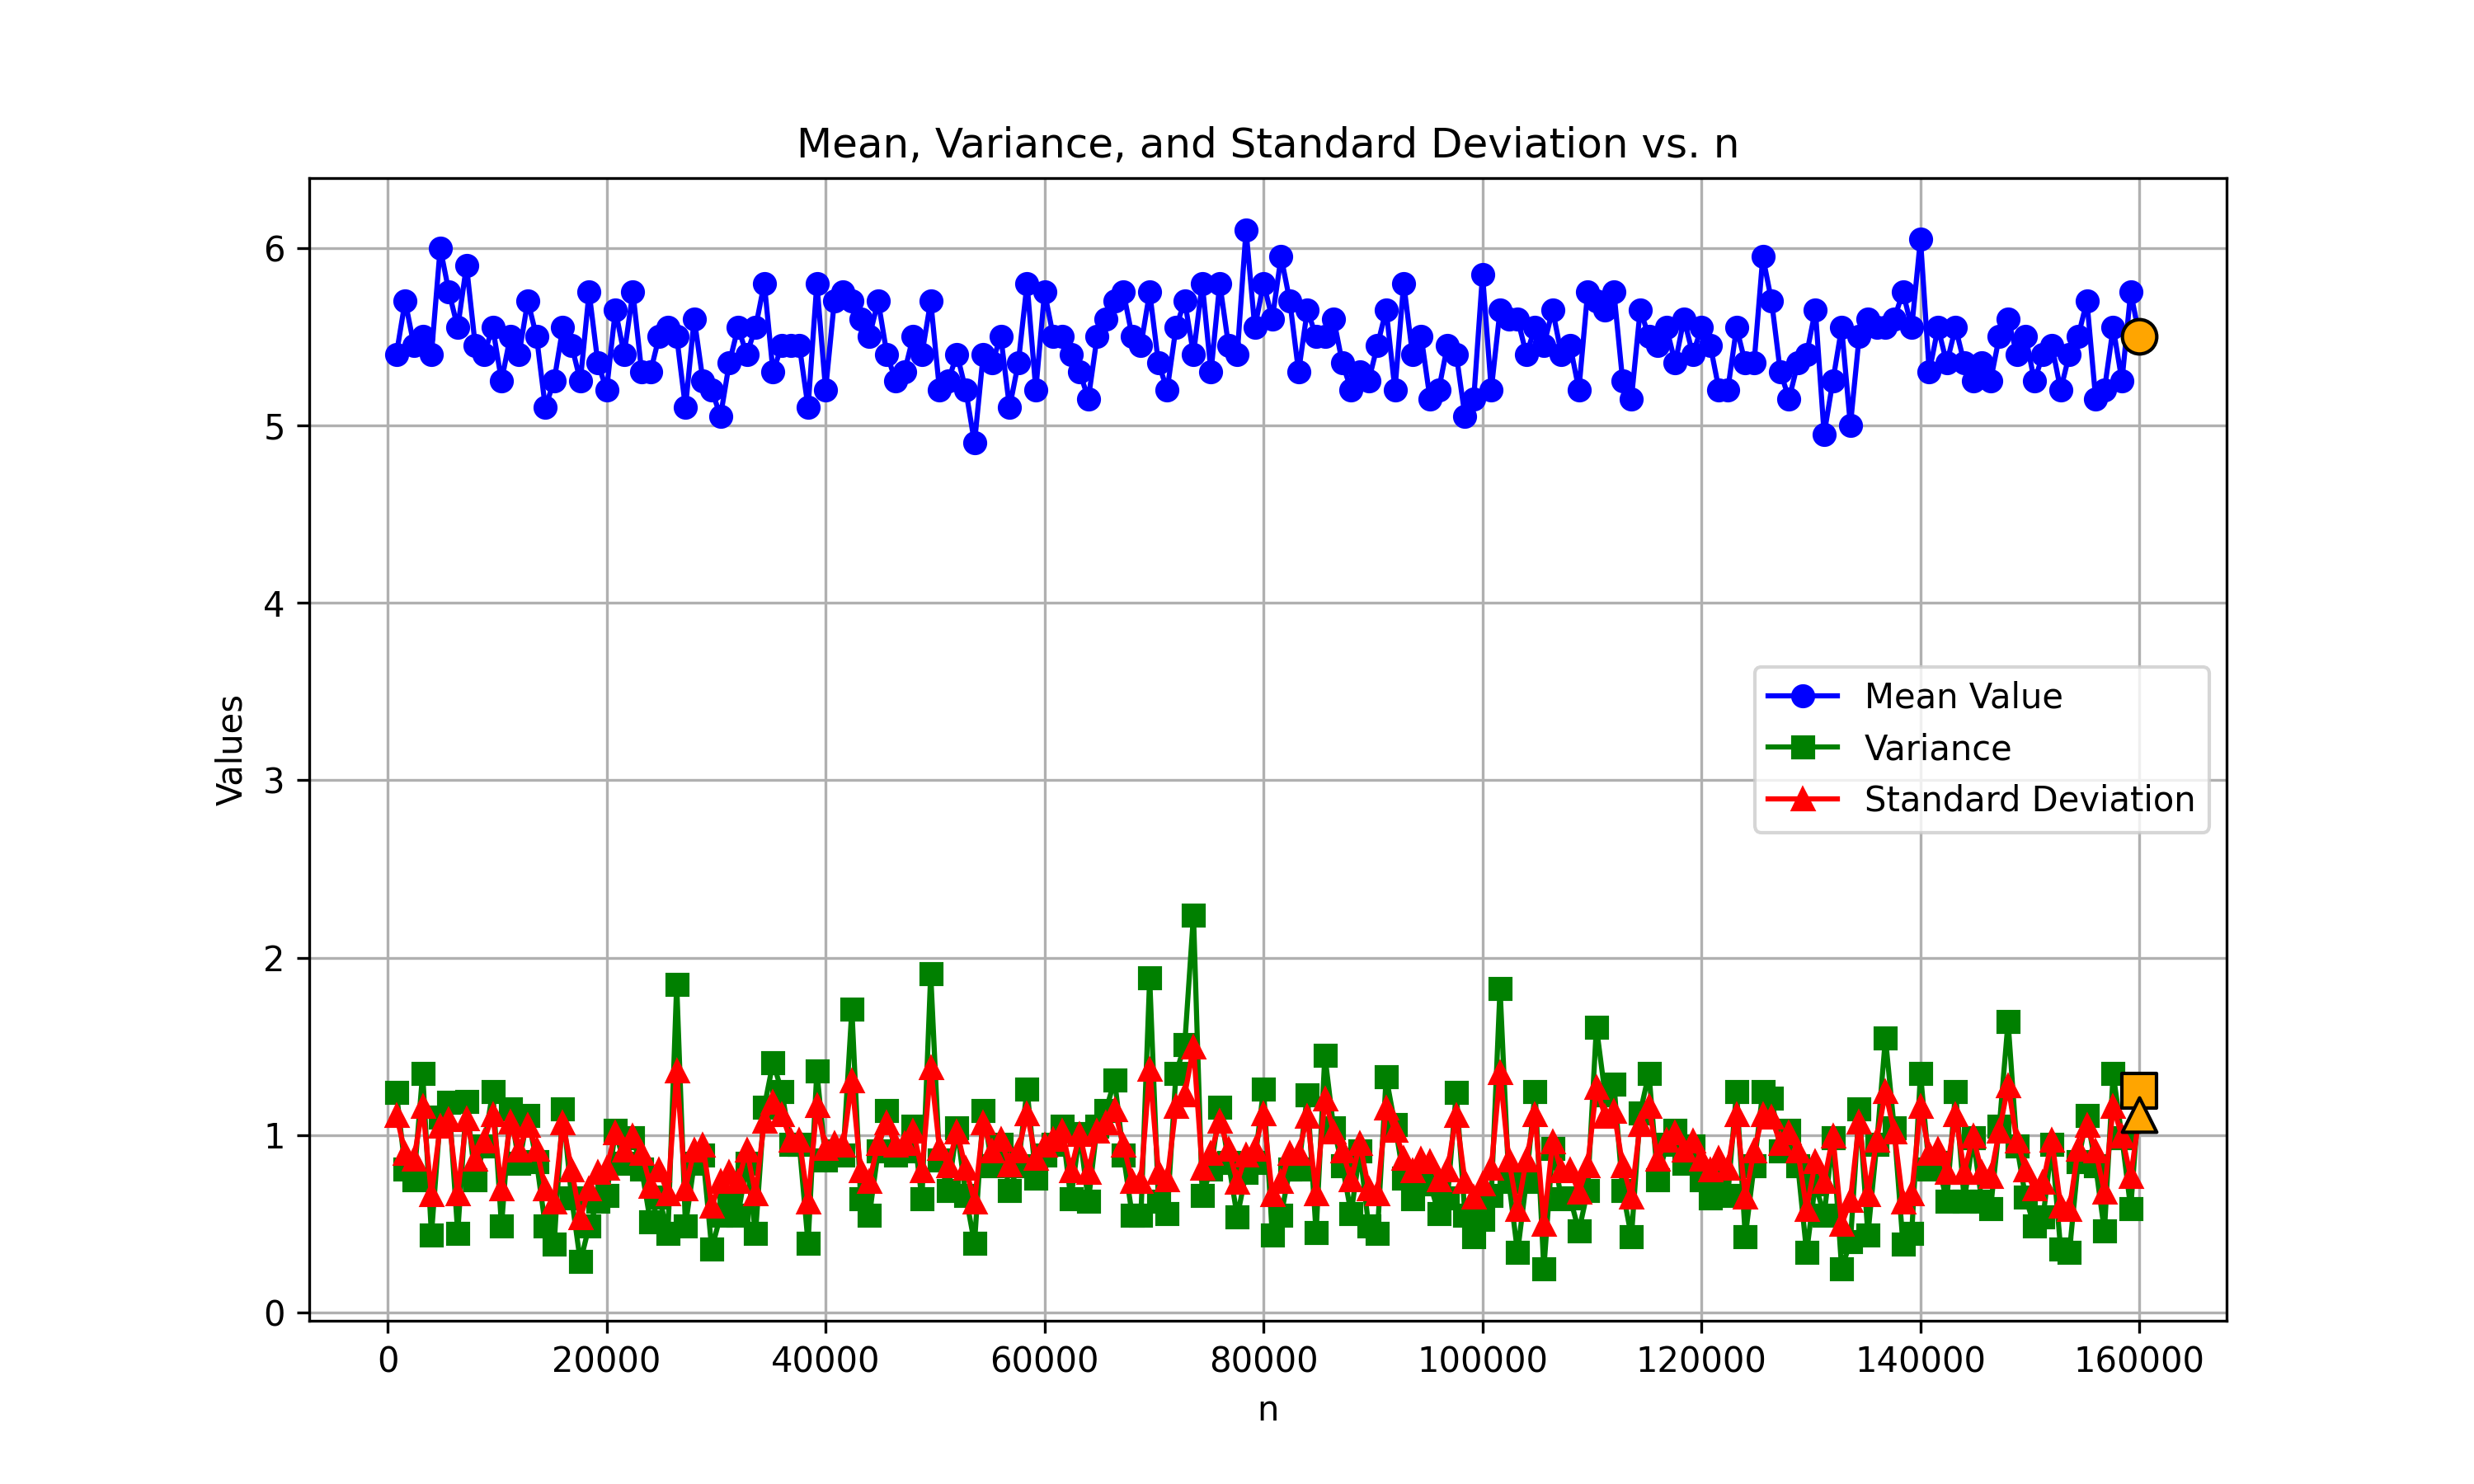 Mean, Variance, and Standard Deviation vs. n
6
5
4
3
2
1
0
Values
Mean Value
Variance
Standard Deviation
0 20000 40000 60000 80000 100000 120000 140000 160000
n